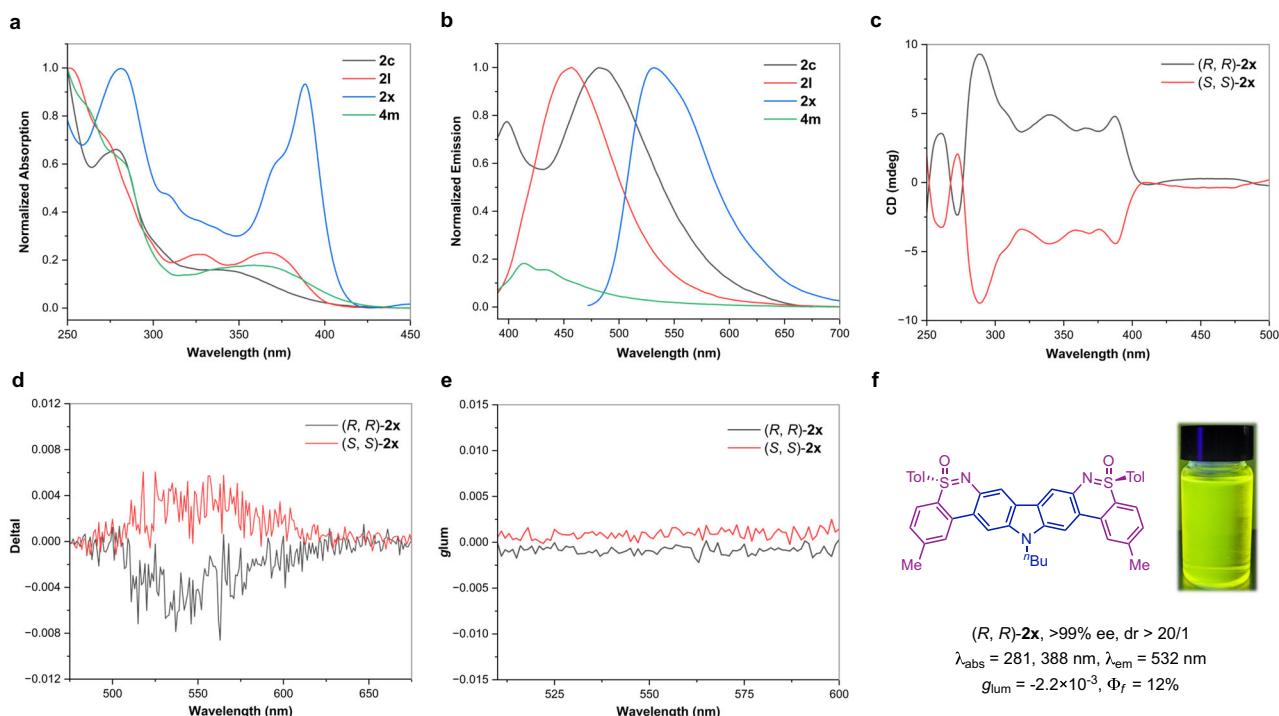 a
1.0
0.8
0.6
0.4
0.2
0.0
Normalized Absorption
2c
2l
2x
4m
250 300 350 400 450
Wavelength (nm)
b
1.0
0.8
0.6
0.4
0.2
0.0
Normalized Emission
2c
2l
2x
4m
400 450 500 550 600 650 700
Wavelength (nm)
c
10
5
0
−5
−10
CD (mdeg)
(R, R)-2x
(S, S)-2x
250 250 300 350 400 450 500
Wavelength (nm)
d
0.012
0.008
0.004
0.000
−0.004
−0.008
−0.012
DeltaI
(R, R)-2x
(S, S)-2x
500 550 600 650
Wavelength (nm)
e
0.015
0.010
0.005
0.000
−0.005
−0.010
−0.015
glum
(R, R)-2x
(S, S)-2x
525 550 575 600
Wavelength (nm)
f
O
Tol
S
N
N
S
O
Tol
Me
N
nBu
Me
(R, R)-2x, >99% ee, dr > 20/1
λabs = 281, 388 nm, λem = 532 nm
glum = -2.2×10-3, Φf = 12%